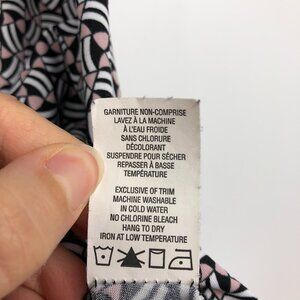 GARNITURE NON-COMPRISE
LAVEZ À LA MACHINE
À L'EAU FROIDE
SANS CHLORURE
DÉCOLORANT
SUSPENDRE POUR SÉCHER
REPASSER À BASSE
TEMPÉRATURE
EXCLUSIVE OF TRIM
MACHINE WASHABLE
IN COLD WATER
NO CHLORINE BLEACH
HANG TO DRY
IRON AT LOW TEMPERATURE